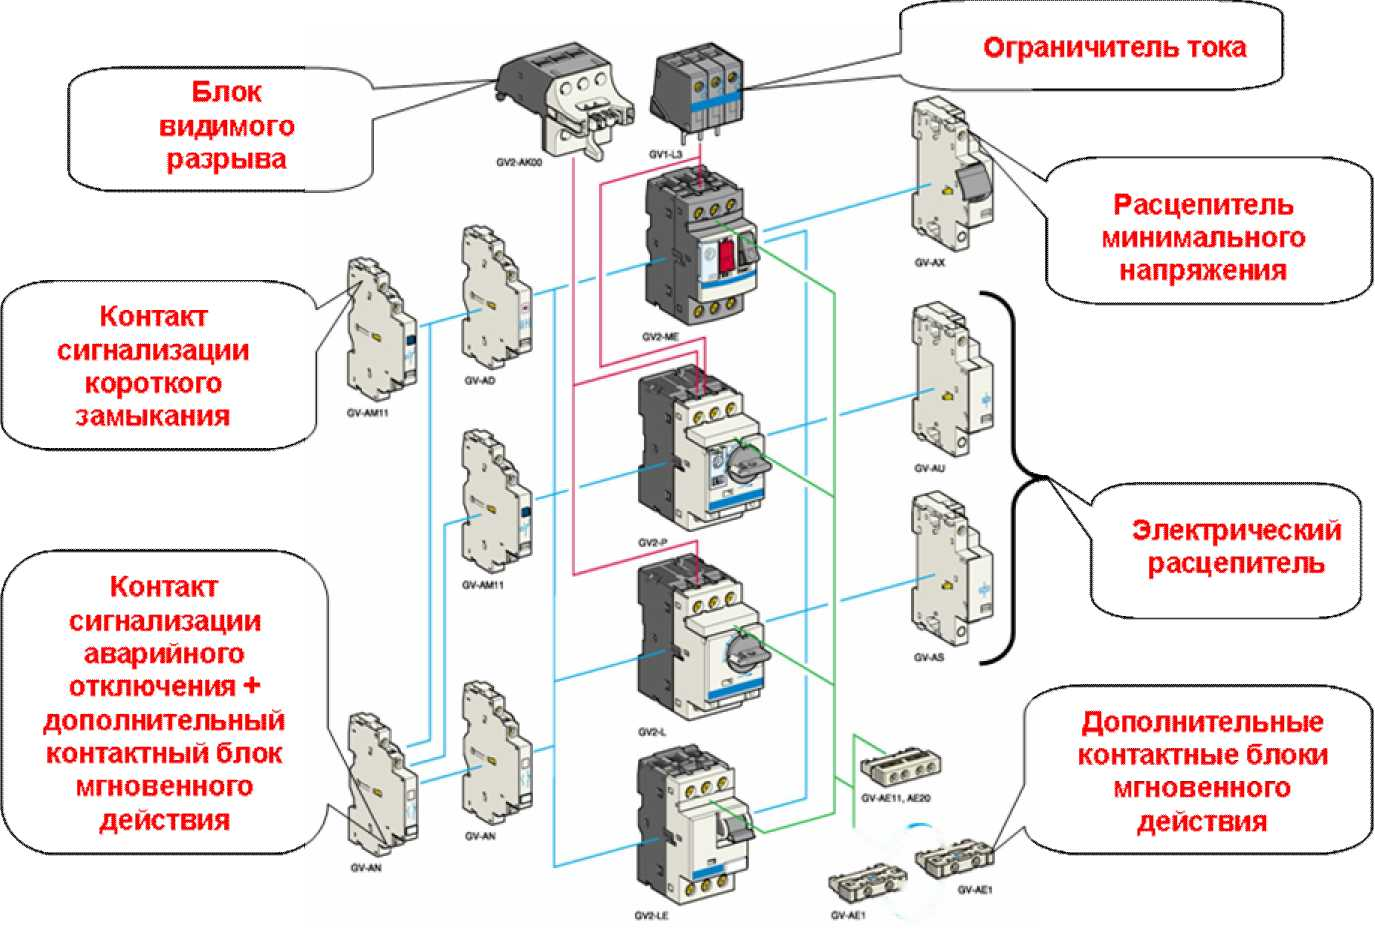 Блок
видимого
разрыва
Ограничитель тока
GV2-AK00
GV1-L3
Расцепитель
минимального
напряжения
GV-AX
Контакт
сигнализации
короткого
замыкания
GV-AM11
GV-AD
GV2-ME
GV-AU
GV-AM11
GV2-P
Электрический
расцепитель
Контакт
сигнализации
аварийного
отключения +
дополнительный
контактный блок
мгновенного
действия
GV-AS
GV2-L
Дополнительные
контактные блоки
мгновенного
действия
GV-AE11, AE20
GV-AN
GV-AN
GV2-LE
GV-AE1
GV-AE1